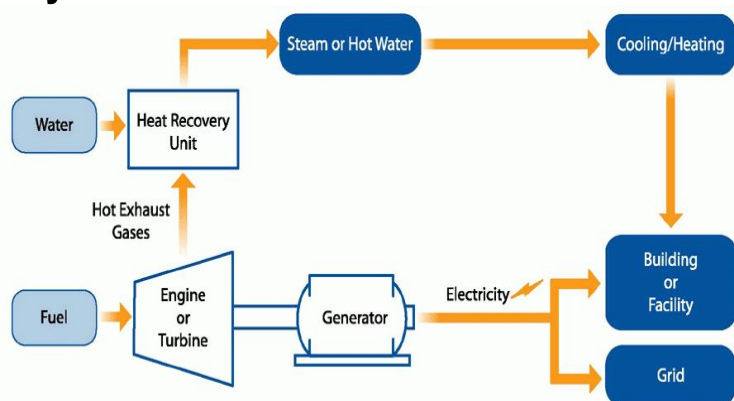 Steam or Hot Water
Cooling/Heating
Water
Heat Recovery
Unit
Hot Exhaust
Gases
Building
or
Facility
Electricity
Engine
or
Turbine
Fuel
Generator
Grid